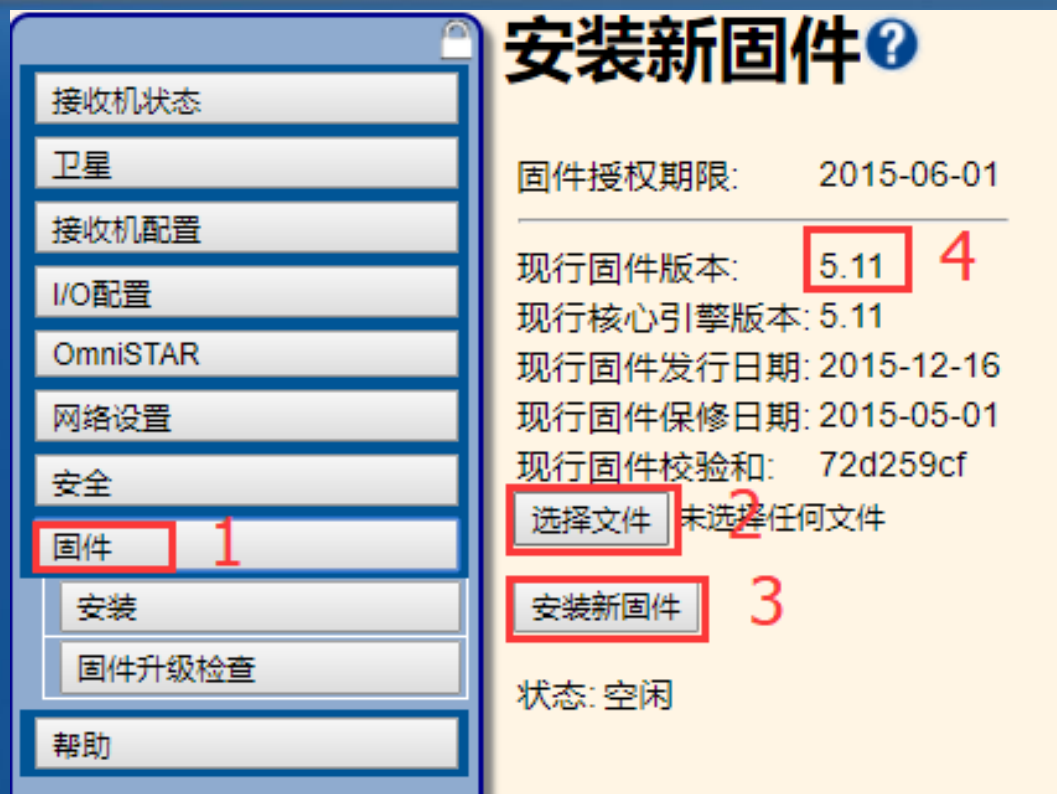 接收机状态
卫星
接收机配置
I/O配置
OmniSTAR
网络设置
安全
固件 1
安装
固件升级检查
帮助
安装新固件?
固件授权期限: 2015-06-01
现行固件版本: 5.11 4
现行核心引擎版本: 5.11
现行固件发行日期: 2015-12-16
现行固件保修日期: 2015-05-01
现行固件校验和: 72d259cf
选择文件 未选择任何文件 2
安装新固件 3
状态: 空闲